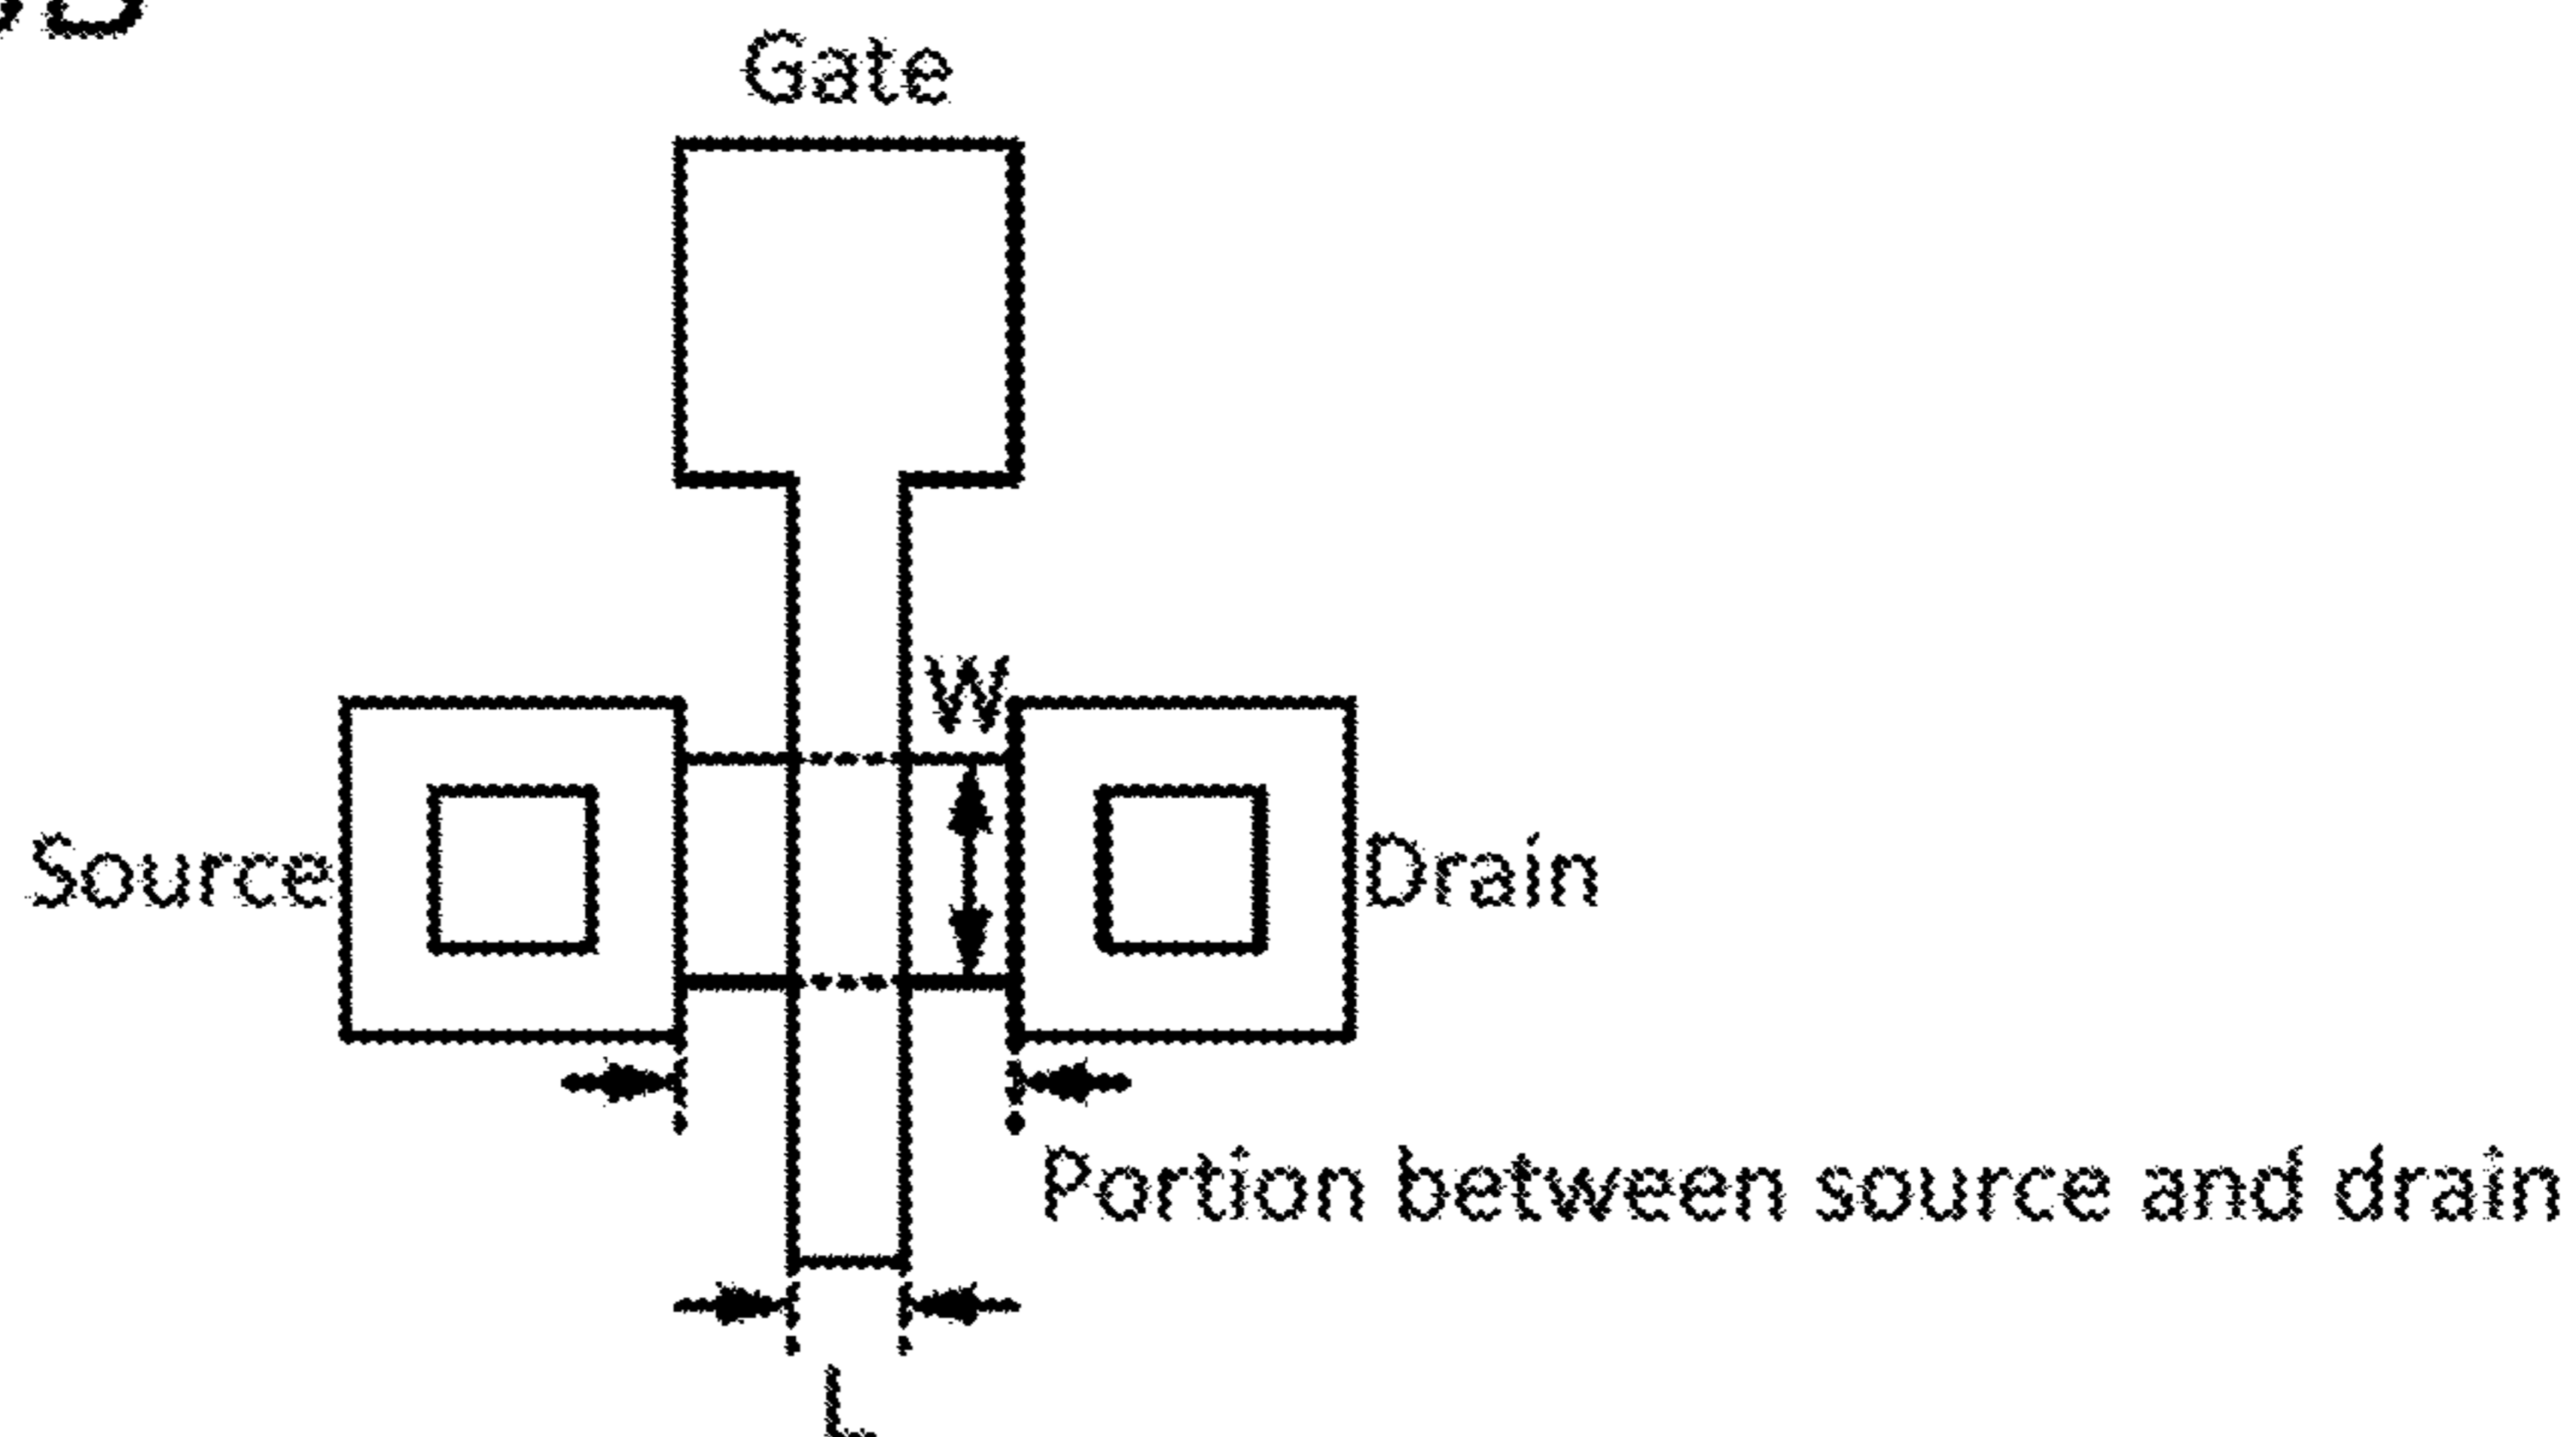 Gate
W
Source
Drain
Portion between source and drain
L